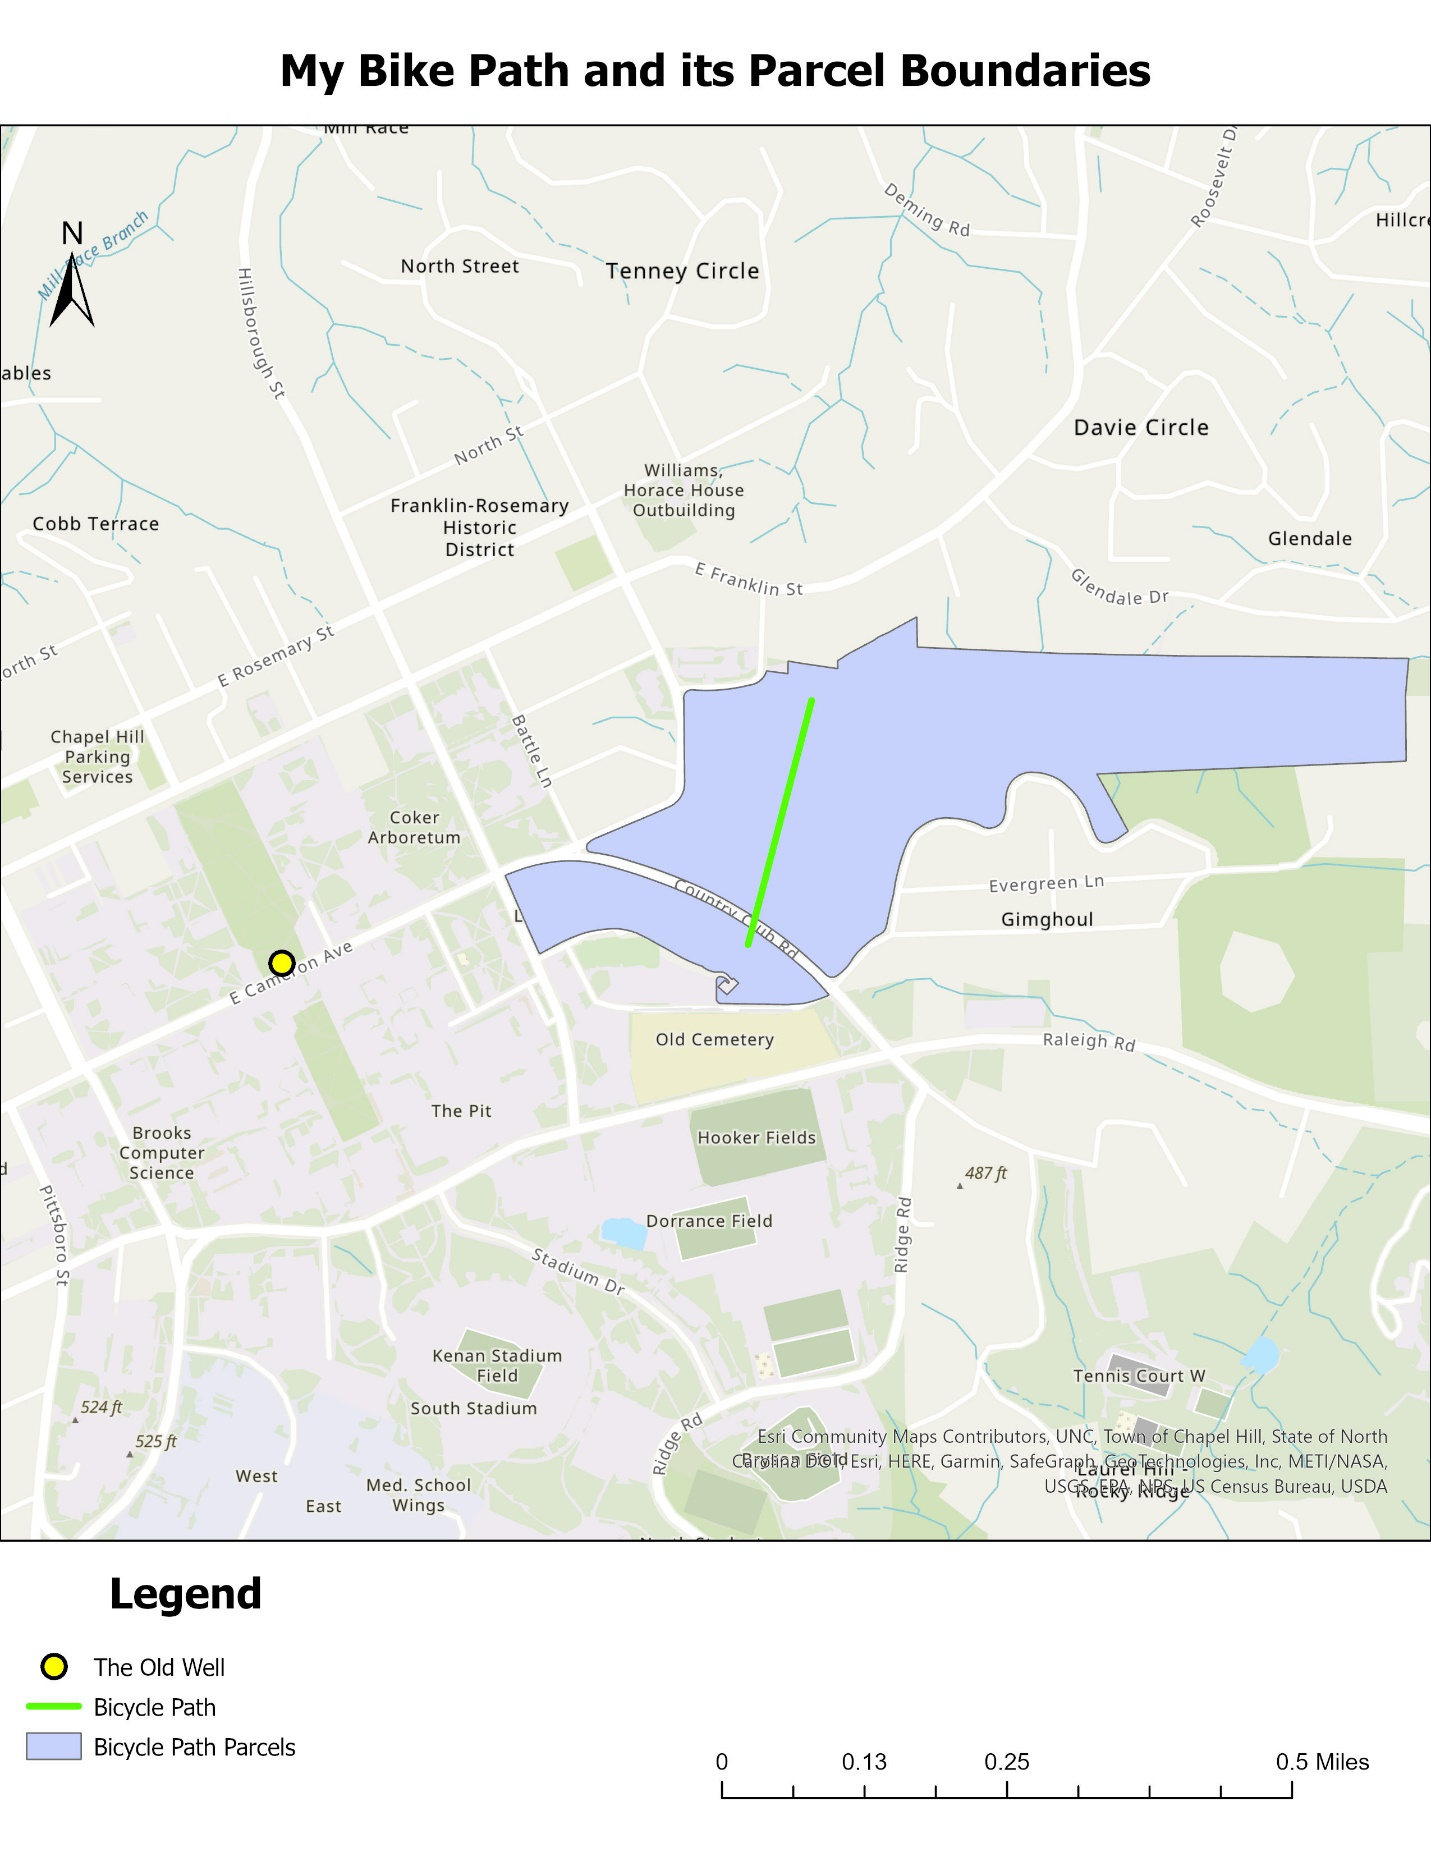 My Bike Path and its Parcel Boundaries
Mill Race
Roosevelt Dr
Deming Rd
Hillcre
N
Mill Race Branch
North Street
Tenney Circle
Hillsborough St
ables
Davie Circle
North St
Williams,
Horace House
Outbuilding
Franklin-Rosemary
Historic
District
Cobb Terrace
Glendale
E Franklin St
Glendale Dr
orth St
E Rosemary St
Chapel Hill
Parking
Services
Battle Ln
Coker
Arboretum
Country Club Rd
Evergreen Ln
L
Gimghoul
E Cameron Ave
Old Cemetery
Raleigh Rd
The Pit
Brooks
Computer
Science
Hooker Fields
d
487 ft
Pittsboro St
Dorrance Field
Ridge Rd
Stadium Dr
Kenan Stadium
Field
Tennis Court W
South Stadium
524 ft
525 ft
Ridge Rd
Esri Community Maps Contributors, UNC, Town of Chapel Hill, State of North
Carolina DOT, Esri, HERE, Garmin, SafeGraph, GeoTechnologies, Inc, METI/NASA,
USGS, EPA, NPS, US Census Bureau, USDA
Laurel Hill -
Rocky Ridge
West
East
Med. School
Wings
Legend
The Old Well
Bicycle Path
Bicycle Path Parcels
0 0.13 0.25 0.5 Miles